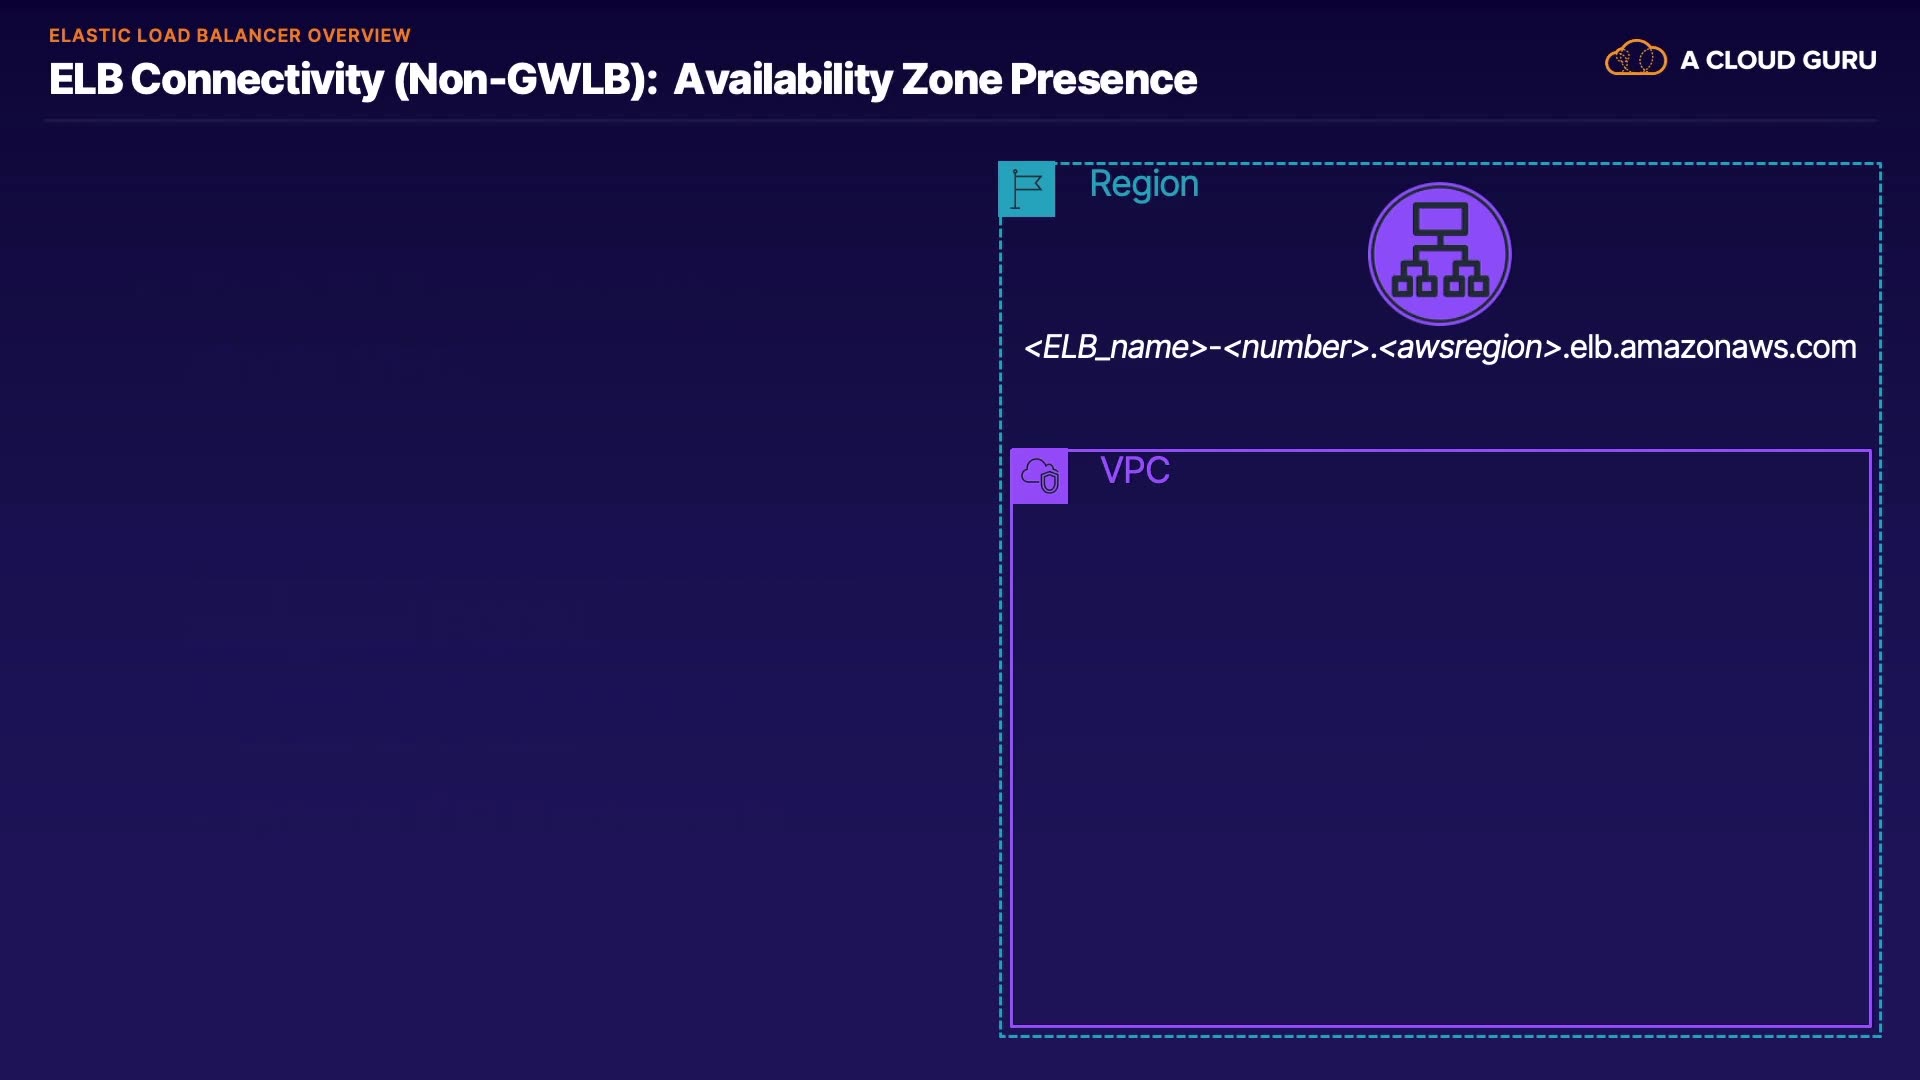 ELASTIC LOAD BALANCER OVERVIEW
ELB Connectivity (Non-GWLB): Availability Zone Presence
A CLOUD GURU
Region
<ELB_name>-<number>.<awsregion>.elb.amazonaws.com
VPC